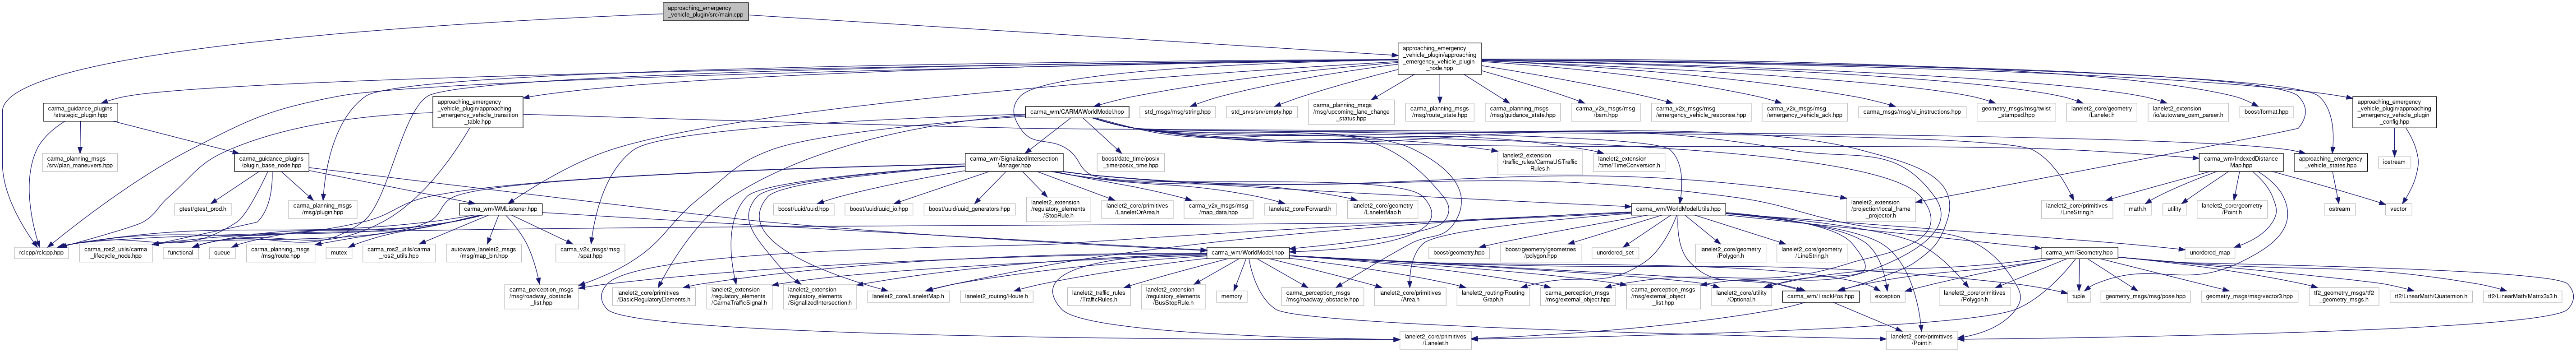 approaching_emergency
_vehicle_plugin/src/main.cpp
approaching_emergency
_vehicle_plugin/approaching
_emergency_vehicle_plugin
_node.hpp
carma_guidance_plugins
/strategic_plugin.hpp
approaching_emergency
_vehicle_plugin/approaching
_emergency_vehicle_transition
_table.hpp
carma_wm/CARMAWorldModel.hpp
std_msgs/msg/string.hpp
std_srvs/srv/empty.hpp
carma_planning_msgs
/msg/upcoming_lane_change
_status.hpp
carma_planning_msgs
/msg/route_state.hpp
carma_planning_msgs
/msg/guidance_state.hpp
carma_v2x_msgs/msg
/bsm.hpp
carma_v2x_msgs/msg
/emergency_vehicle_response.hpp
carma_v2x_msgs/msg
/emergency_vehicle_ack.hpp
carma_msgs/msg/ui_instructions.hpp
geometry_msgs/msg/twist
_stamped.hpp
lanelet2_core/geometry
/Lanelet.h
lanelet2_extension
/io/autoware_osm_parser.h
boost/format.hpp
approaching_emergency
_vehicle_plugin/approaching
_emergency_vehicle_plugin
_config.hpp
carma_planning_msgs
/srv/plan_maneuvers.hpp
carma_guidance_plugins
/plugin_base_node.hpp
carma_wm/SignalizedIntersection
Manager.hpp
boost/date_time/posix
_time/posix_time.hpp
lanelet2_extension
/traffic_rules/CarmaUSTraffic
Rules.h
lanelet2_extension
/time/TimeConversion.h
carma_wm/IndexedDistance
Map.hpp
approaching_emergency
_vehicle_states.hpp
iostream
gtest/gtest_prod.h
carma_planning_msgs
/msg/plugin.hpp
carma_wm/WMListener.hpp
boost/uuid/uuid.hpp
boost/uuid/uuid_io.hpp
boost/uuid/uuid_generators.hpp
lanelet2_extension
/regulatory_elements
/StopRule.h
lanelet2_core/primitives
/LaneletOrArea.h
carma_v2x_msgs/msg
/map_data.hpp
lanelet2_core/Forward.h
lanelet2_core/geometry
/LaneletMap.h
carma_wm/WorldModelUtils.hpp
lanelet2_extension
/projection/local_frame
_projector.h
lanelet2_core/primitives
/LineString.h
math.h
utility
lanelet2_core/geometry
/Point.h
ostream
vector
rclcpp/rclcpp.hpp
carma_ros2_utils/carma
_lifecycle_node.hpp
functional
queue
carma_planning_msgs
/msg/route.hpp
mutex
carma_ros2_utils/carma
_ros2_utils.hpp
autoware_lanelet2_msgs
/msg/map_bin.hpp
carma_v2x_msgs/msg
/spat.hpp
carma_wm/WorldModel.hpp
boost/geometry.hpp
boost/geometry/geometries
/polygon.hpp
unordered_set
lanelet2_core/geometry
/Polygon.h
lanelet2_core/geometry
/LineString.h
carma_wm/Geometry.hpp
unordered_map
carma_perception_msgs
/msg/roadway_obstacle
_list.hpp
lanelet2_core/primitives
/BasicRegulatoryElements.h
lanelet2_extension
/regulatory_elements
/CarmaTrafficSignal.h
lanelet2_extension
/regulatory_elements
/SignalizedIntersection.h
lanelet2_core/LaneletMap.h
lanelet2_routing/Route.h
lanelet2_traffic_rules
/TrafficRules.h
lanelet2_extension
/regulatory_elements
/BusStopRule.h
memory
carma_perception_msgs
/msg/roadway_obstacle.hpp
lanelet2_core/primitives
/Area.h
lanelet2_routing/Routing
Graph.h
carma_perception_msgs
/msg/external_object.hpp
carma_perception_msgs
/msg/external_object
_list.hpp
lanelet2_core/utility
/Optional.h
carma_wm/TrackPos.hpp
exception
lanelet2_core/primitives
/Polygon.h
tuple
geometry_msgs/msg/pose.hpp
geometry_msgs/msg/vector3.hpp
tf2_geometry_msgs/tf2
_geometry_msgs.h
tf2/LinearMath/Quaternion.h
tf2/LinearMath/Matrix3x3.h
lanelet2_core/primitives
/Lanelet.h
lanelet2_core/primitives
/Point.h